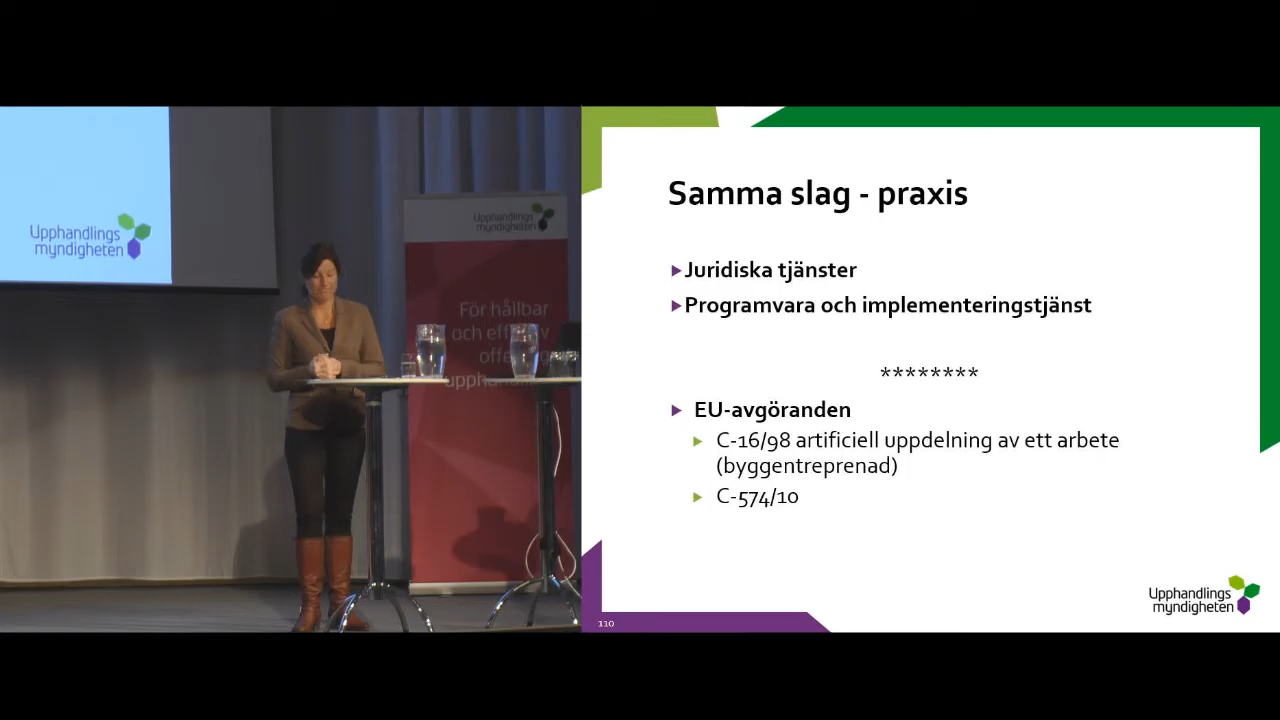 Upphandlings
myndigheten
Upphandlings
myndigheten
För hållbar
och
Samma slag - praxis
Juridiska tjänster
Programvara och implementeringstjänst
********
EU-avgöranden
C-16/98 artificiell uppdelning av ett arbete
(byggentreprenad)
C-574/10
Upphandlings
myndigheten
110